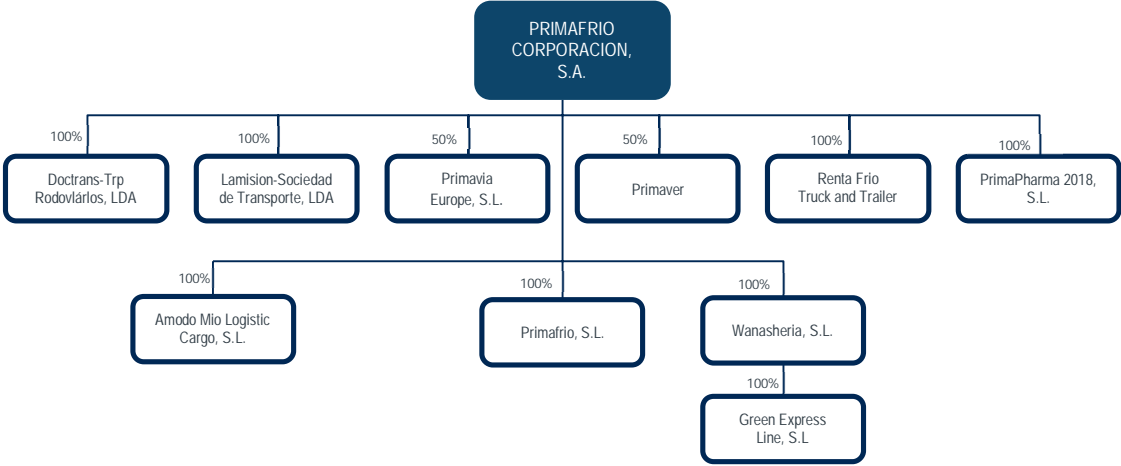 PRIMAFRIO
CORPORACION,
S.A.
100%
100%
50%
50%
100%
100%
Doctrans-Trp
Rodovlárlos, LDA
Lamision-Sociedad
de Transporte, LDA
Primavia
Europe, S.L.
Primaver
Renta Frio
Truck and Trailer
PrimaPharma 2018,
S.L.
100%
100%
100%
Amodo Mio Logistic
Cargo, S.L.
Primafrio, S.L.
Wanasheria, S.L.
100%
Green Express
Line, S.L